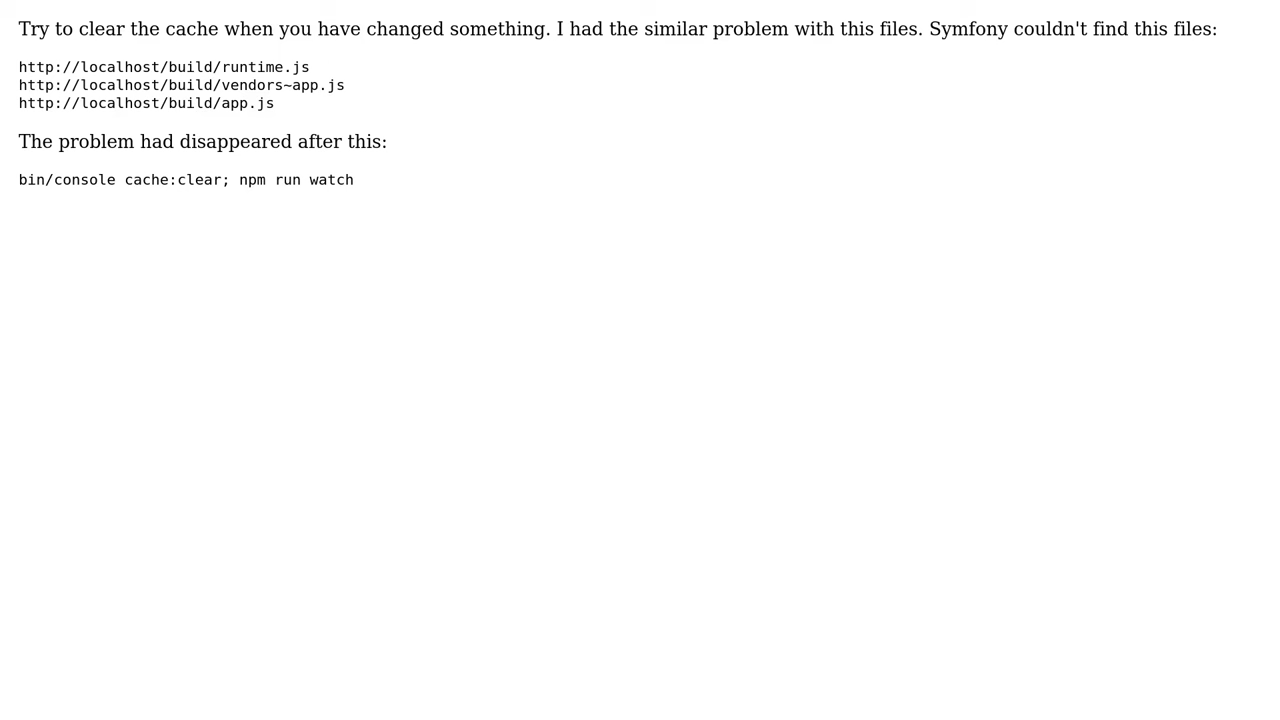 Try to clear the cache when you have changed something. I had the similar problem with this files. Symfony couldn't find this files:
http://localhost/build/runtime.js
http://localhost/build/vendors~app.js
http://localhost/build/app.js
The problem had disappeared after this:
bin/console cache:clear; npm run watch